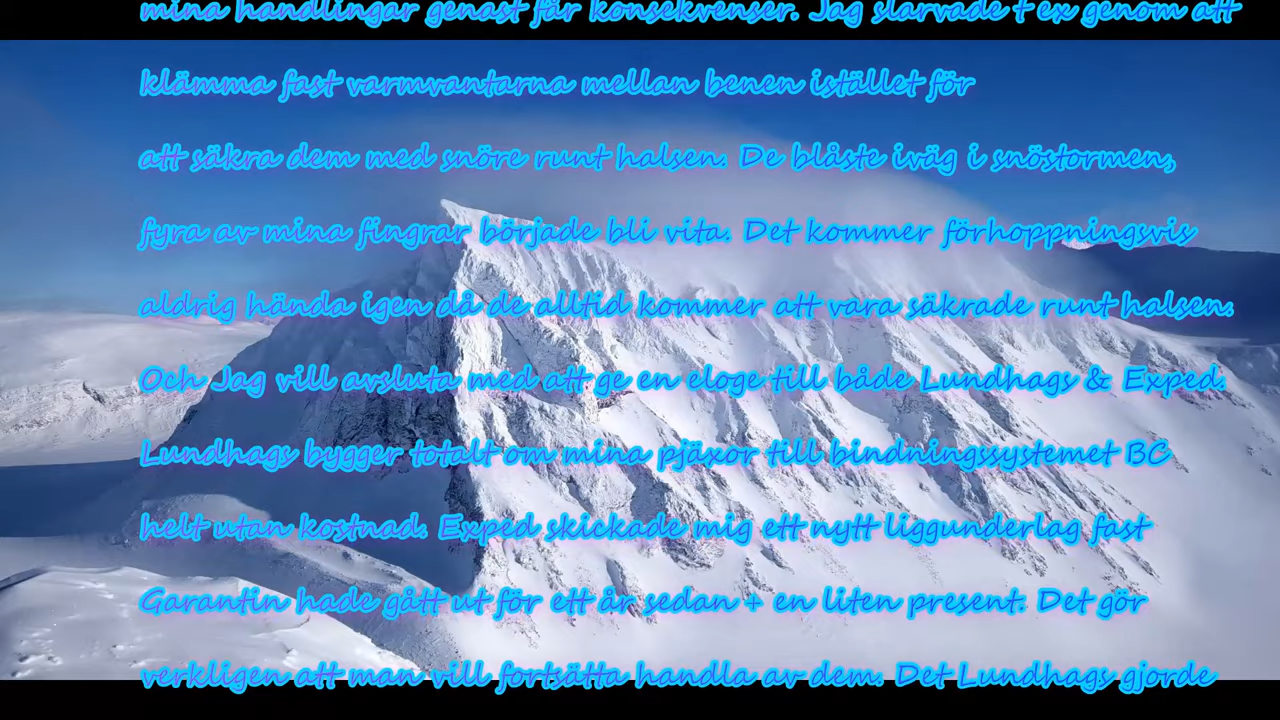 mina handlingar genast får konsekvenser. Jag slarvade t ex genom att
klämma fast varmvantarna mellan benen istället för
att säkra dem med snöre runt halsen. De blåste iväg i snöstormen,
fyra av mina fingrar började bli vita. Det kommer förhoppningsvis
aldrig hända igen då de alltid kommer att vara säkrade runt halsen.
Och Jag vill avsluta med att ge en eloge till både Lundhags & Exped.
Lundhags bygger totalt om mina pjäxor till bindningssystemet BC
helt utan kostnad. Exped skickade mig ett nytt liggunderlag fast
Garantin hade gått ut för ett år sedan + en liten present. Det gör
verkligen att man vill fortsätta handla av dem. Det Lundhags gjorde